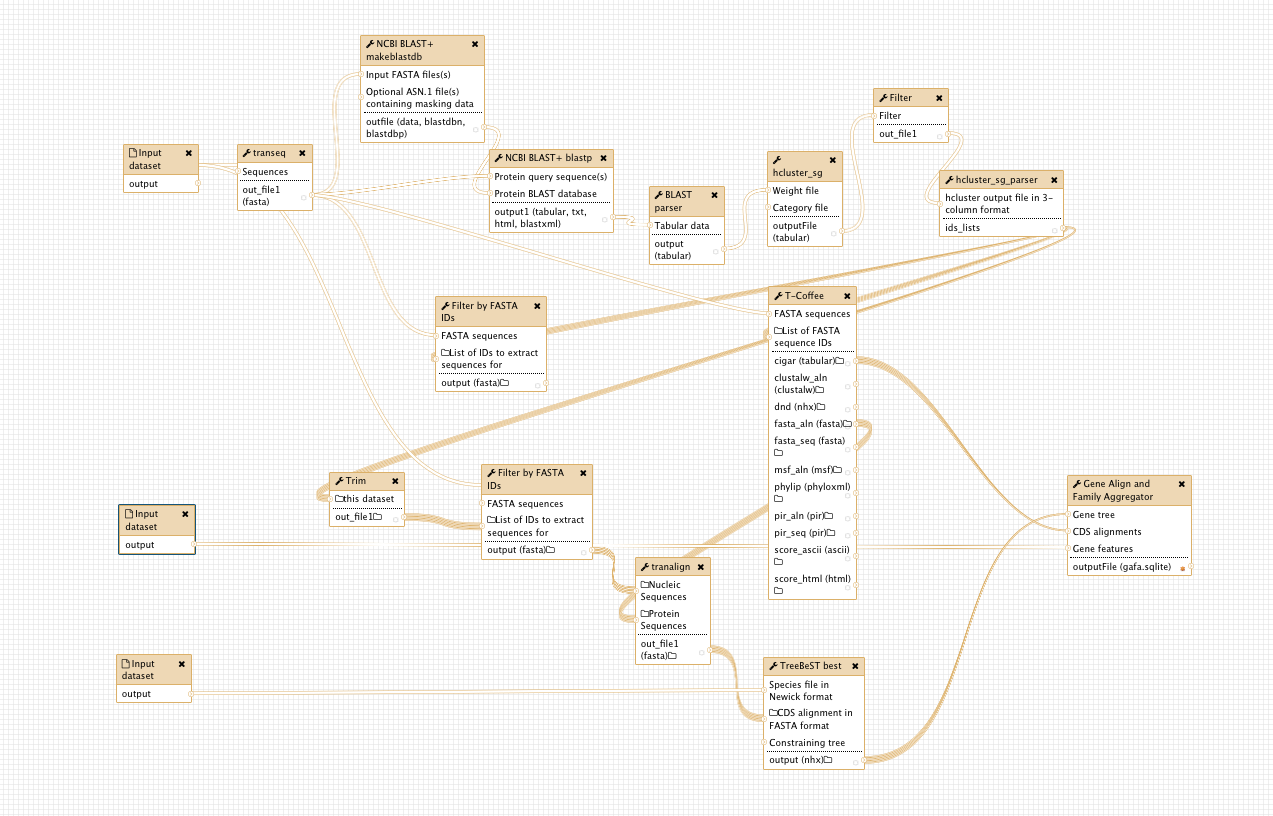 NCBI BLAST+
makeblastdb
Input FASTA files(s)
Optional ASN.1 file(s)
containing masking data
outfile (data, blastdbn,
blastdbp)
Filter
Filter
out_file1
Input
dataset
output
transeq
Sequences
out_file1
(fasta)
NCBI BLAST+ blastp
Protein query sequence(s)
Protein BLAST database
output1 (tabular, txt,
html, blastxml)
BLAST
parser
Tabular data
output
(tabular)
hcluster_sg
Weight file
Category file
outputFile
(tabular)
hcluster_sg_parser
hcluster output file in 3-
column format
ids_lists
Filter by FASTA
IDs
FASTA sequences
List of IDs to extract
sequences for
output (fasta)
T-Coffee
FASTA sequences
List of FASTA
sequence IDs
cigar (tabular)
clustalw_aln
(clustalw)
dnd (nhx)
fasta_aln (fasta)
fasta_seq (fasta)
msf_aln (msf)
phylip (phyloxml)
pir_aln (pir)
pir_seq (pir)
score_ascii (ascii)
score_html (html)
Trim
this dataset
out_file1
Filter by FASTA
IDs
FASTA sequences
List of IDs to extract
sequences for
output (fasta)
Input
dataset
output
Gene Align and
Family Aggregator
Gene tree
CDS alignments
Gene features
outputFile (gafa.sqlite)
tranalign
Nucleic
Sequences
Protein
Sequences
out_file1
(fasta)
Input
dataset
output
TreeBeST best
Species file in
Newick format
CDS alignment in
FASTA format
Constraining tree
output (nhx)